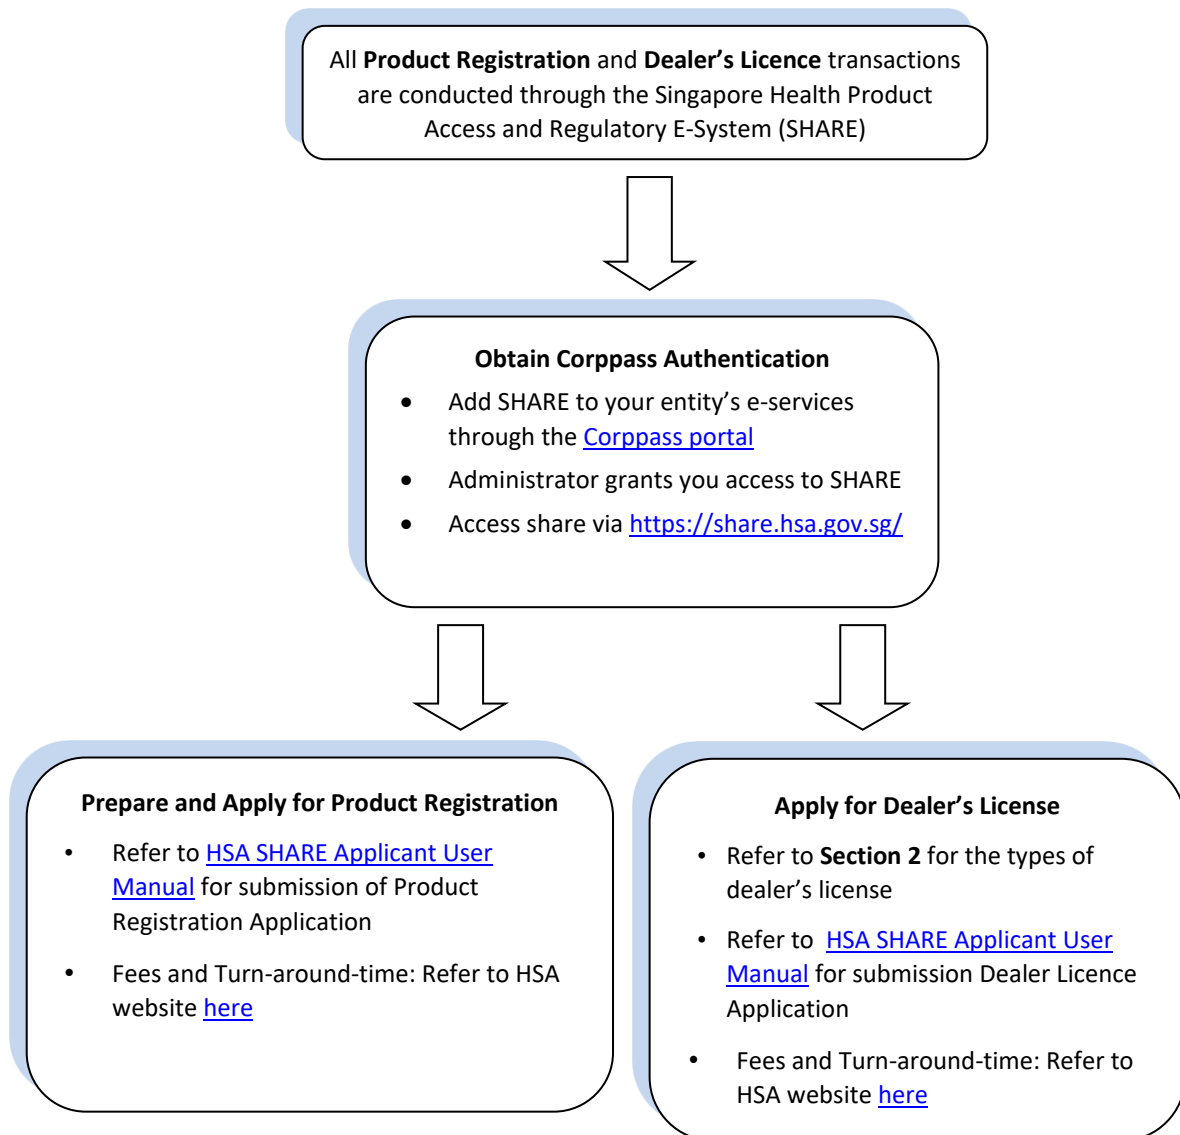 All Product Registration and Dealer’s Licence transactions
are conducted through the Singapore Health Product
Access and Regulatory E-System (SHARE)
Obtain Corppass Authentication
• Add SHARE to your entity’s e-services
through the Corppass portal
• Administrator grants you access to SHARE
• Access share via https://share.hsa.gov.sg/
Prepare and Apply for Product Registration
• Refer to HSA SHARE Applicant User
Manual for submission of Product
Registration Application
• Fees and Turn-around-time: Refer to HSA
website here
Apply for Dealer’s License
• Refer to Section 2 for the types of
dealer’s license
• Refer to HSA SHARE Applicant User
Manual for submission Dealer Licence
Application
• Fees and Turn-around-time: Refer to
HSA website here